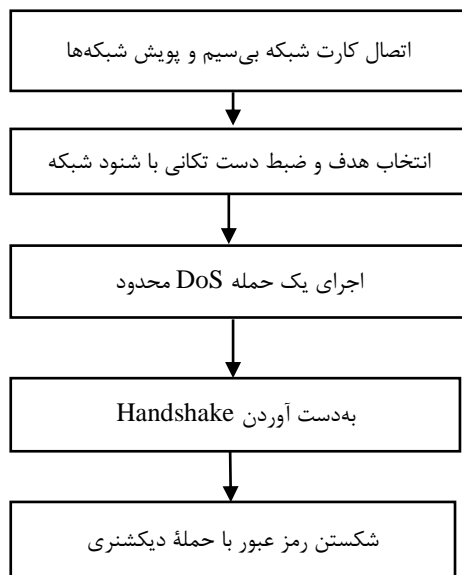 اتصال کارت شبکه بی‌سیم و پویش شبکه‌ها
انتخاب هدف و ضبط دست تکانی با شنود شبکه
اجرای یک حمله DoS محدود
به‌دست آوردن Handshake
شکستن رمز عبور با حملهٔ دیکشنری